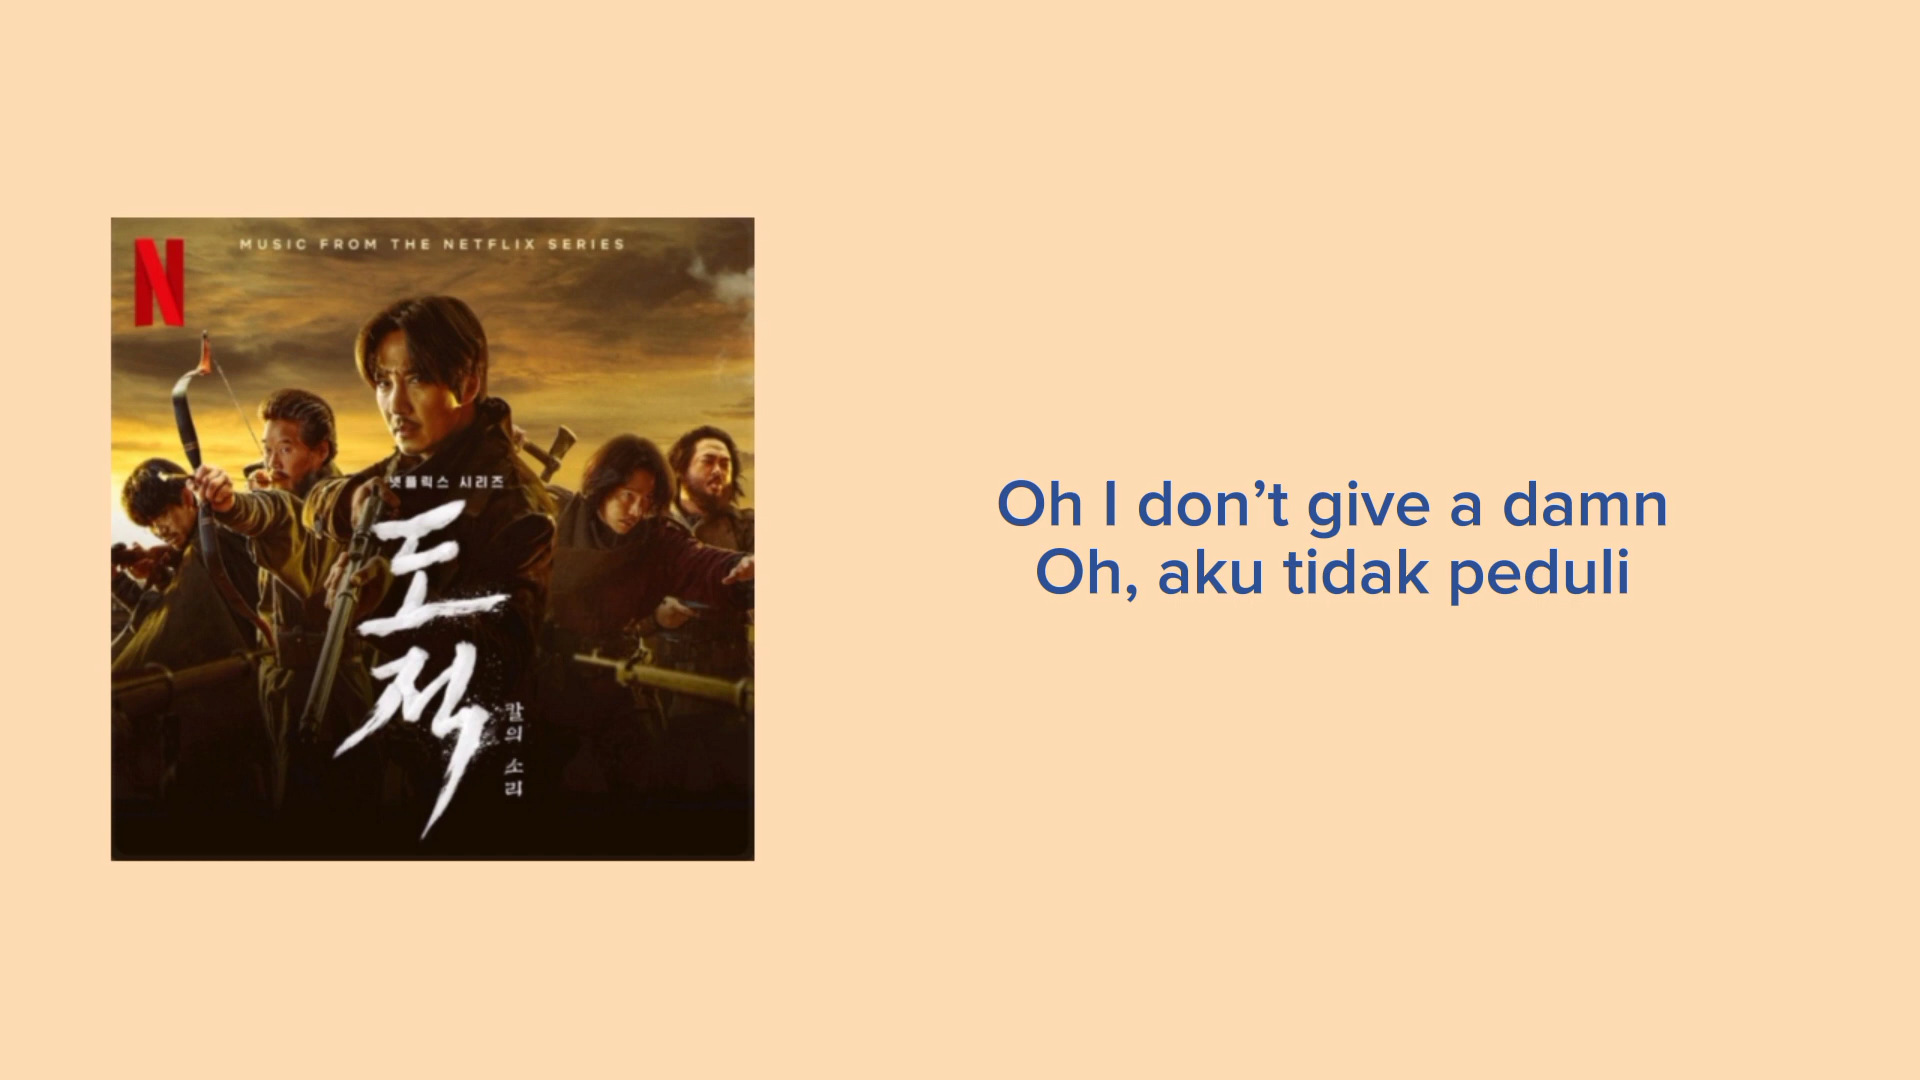 MUSIC FROM THE NETFLIX SERIES
N
넷플릭스 시리즈
도적
칼의 소리
Oh I don’t give a damn
Oh, aku tidak peduli